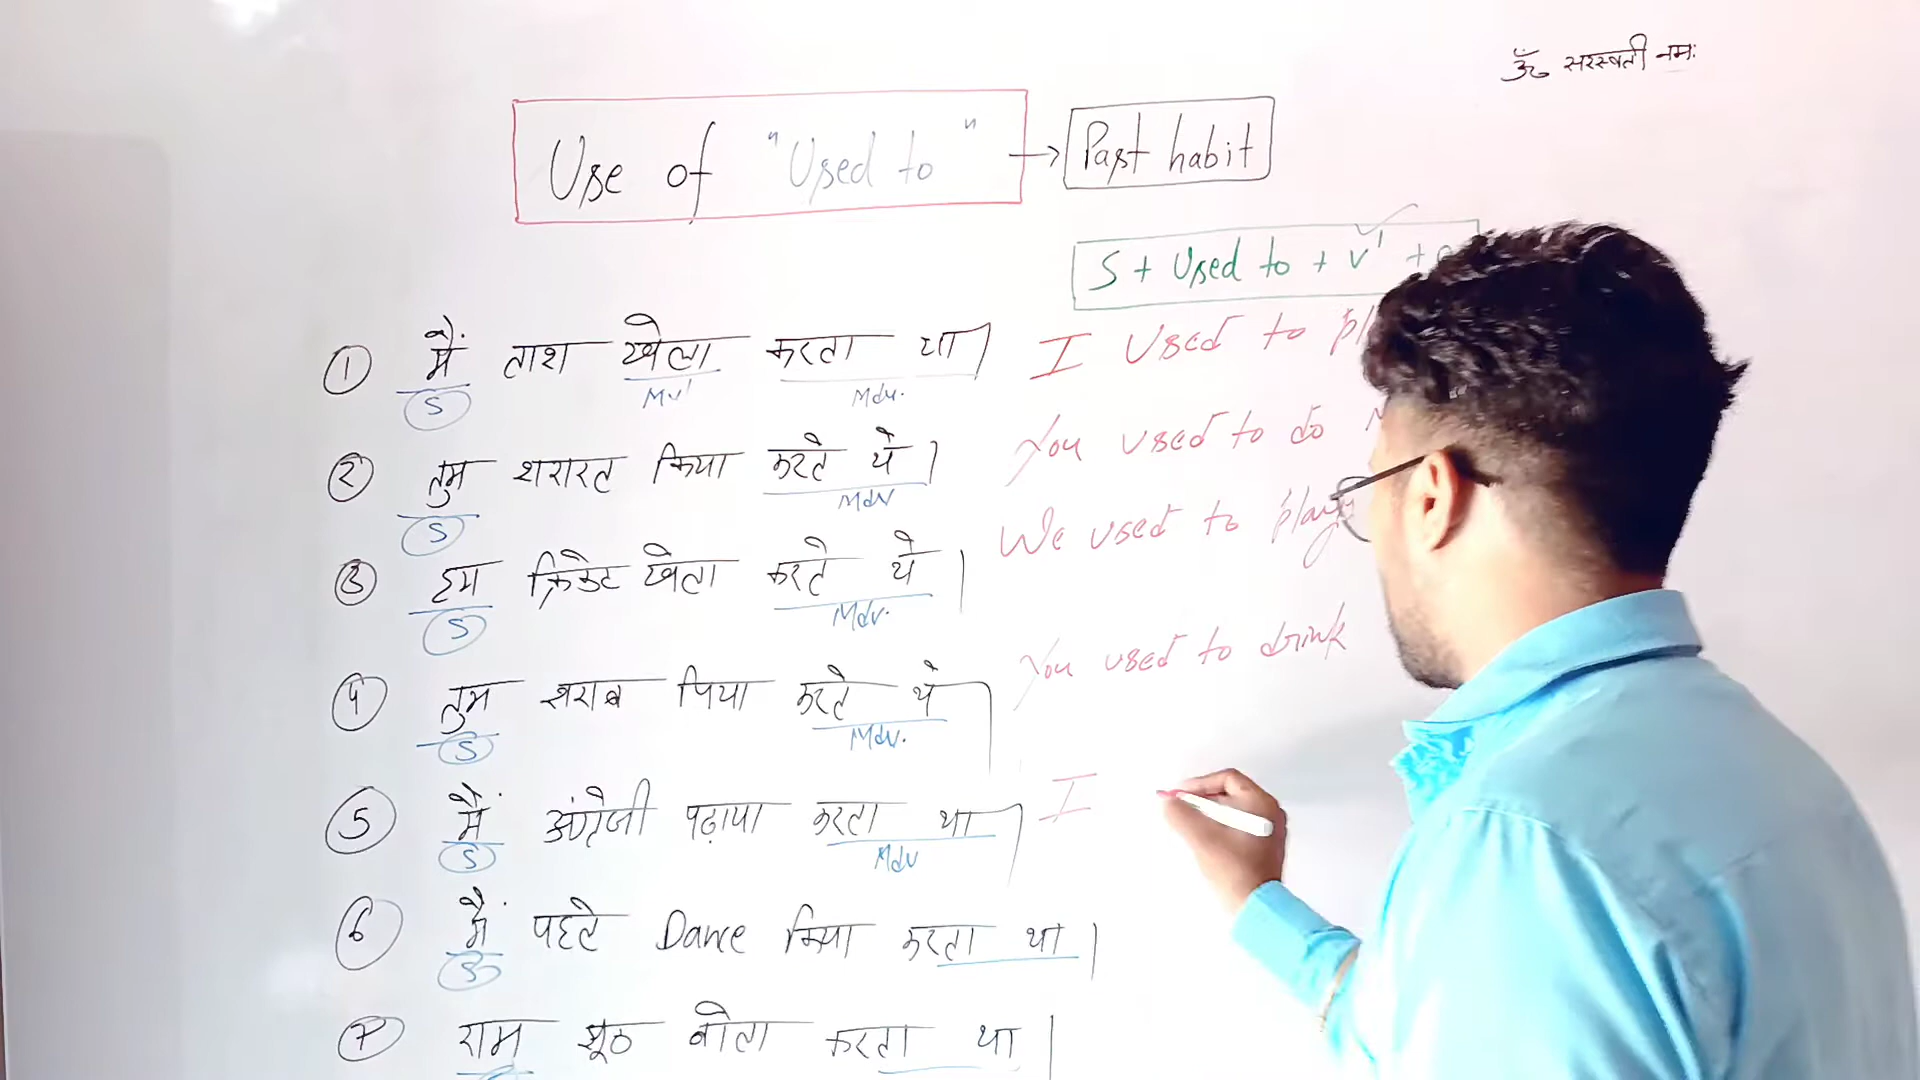 ॐ सरस्वती नमः
Use of "Used to" → Past habit
S + Used to + v¹ +
① मैं ताश खेला करता था। I Used to
S Mv¹ Mdv.
② तुम शरारत किया करते थे। You used to do
S Mdv
③ हम क्रिकेट खेला करते थे। We used to play
S Mdv.
④ तुम शराब पिया करते थे। You used to drink
S Mdv.
⑤ मैं अंग्रेजी पढ़ाया करता था। I
S Mdv
⑥ मैं पहले Dance किया करता था।
S
⑦ राम झूठ बोला करता था।